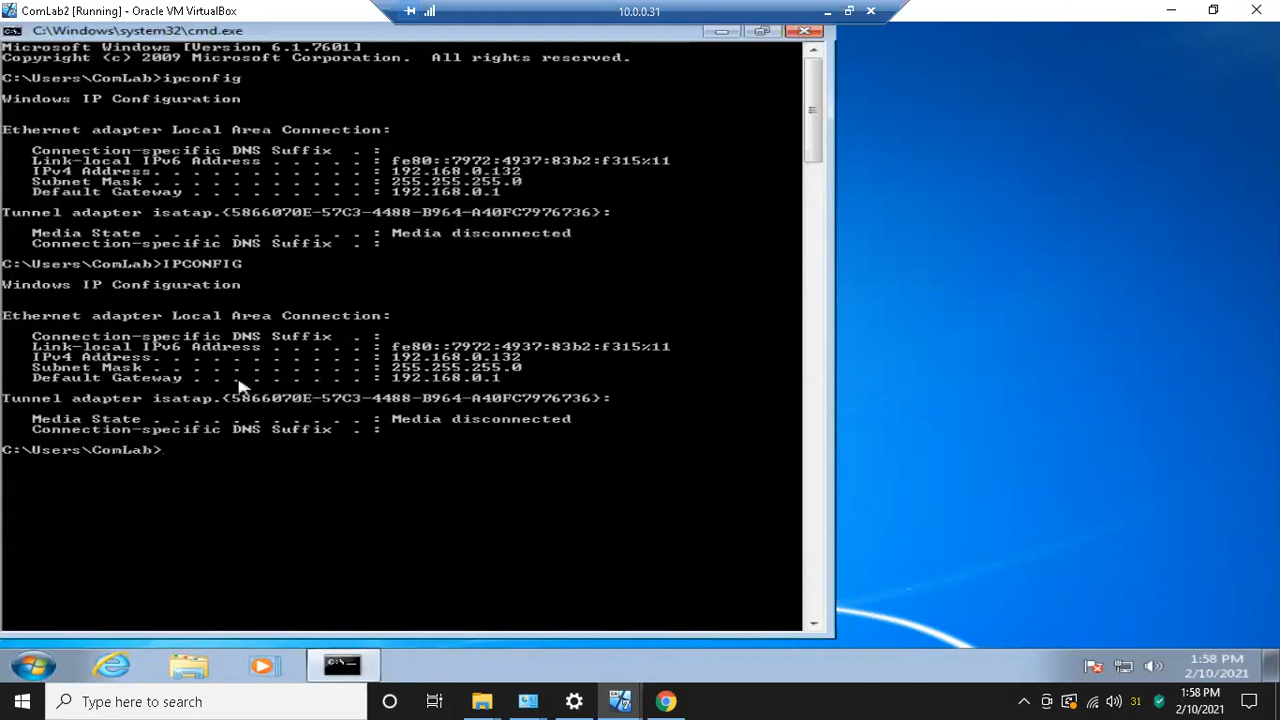 ComLab2 [Running] - Oracle VM VirtualBox
10.0.0.31
C:\Windows\system32\cmd.exe
Microsoft Windows [Version 6.1.7601]
Copyright (c) 2009 Microsoft Corporation.  All rights reserved.
C:\Users\ComLab>ipconfig
Windows IP Configuration
Ethernet adapter Local Area Connection:
Connection-specific DNS Suffix  . :
Link-local IPv6 Address . . . . . : fe80::7972:4937:83b2:f315%11
IPv4 Address. . . . . . . . . . . : 192.168.0.132
Subnet Mask . . . . . . . . . . . : 255.255.255.0
Default Gateway . . . . . . . . . : 192.168.0.1
Tunnel adapter isatap.{5866070E-57C3-4488-B964-A40FC7976736}:
Media State . . . . . . . . . . . : Media disconnected
Connection-specific DNS Suffix  . :
C:\Users\ComLab>IPCONFIG
Windows IP Configuration
Ethernet adapter Local Area Connection:
Connection-specific DNS Suffix  . :
Link-local IPv6 Address . . . . . : fe80::7972:4937:83b2:f315%11
IPv4 Address. . . . . . . . . . . : 192.168.0.132
Subnet Mask . . . . . . . . . . . : 255.255.255.0
Default Gateway . . . . . . . . . : 192.168.0.1
Tunnel adapter isatap.{5866070E-57C3-4488-B964-A40FC7976736}:
Media State . . . . . . . . . . . : Media disconnected
Connection-specific DNS Suffix  . :
C:\Users\ComLab>
1:58 PM
2/10/2021
Type here to search
31
1:58 PM
2/10/2021